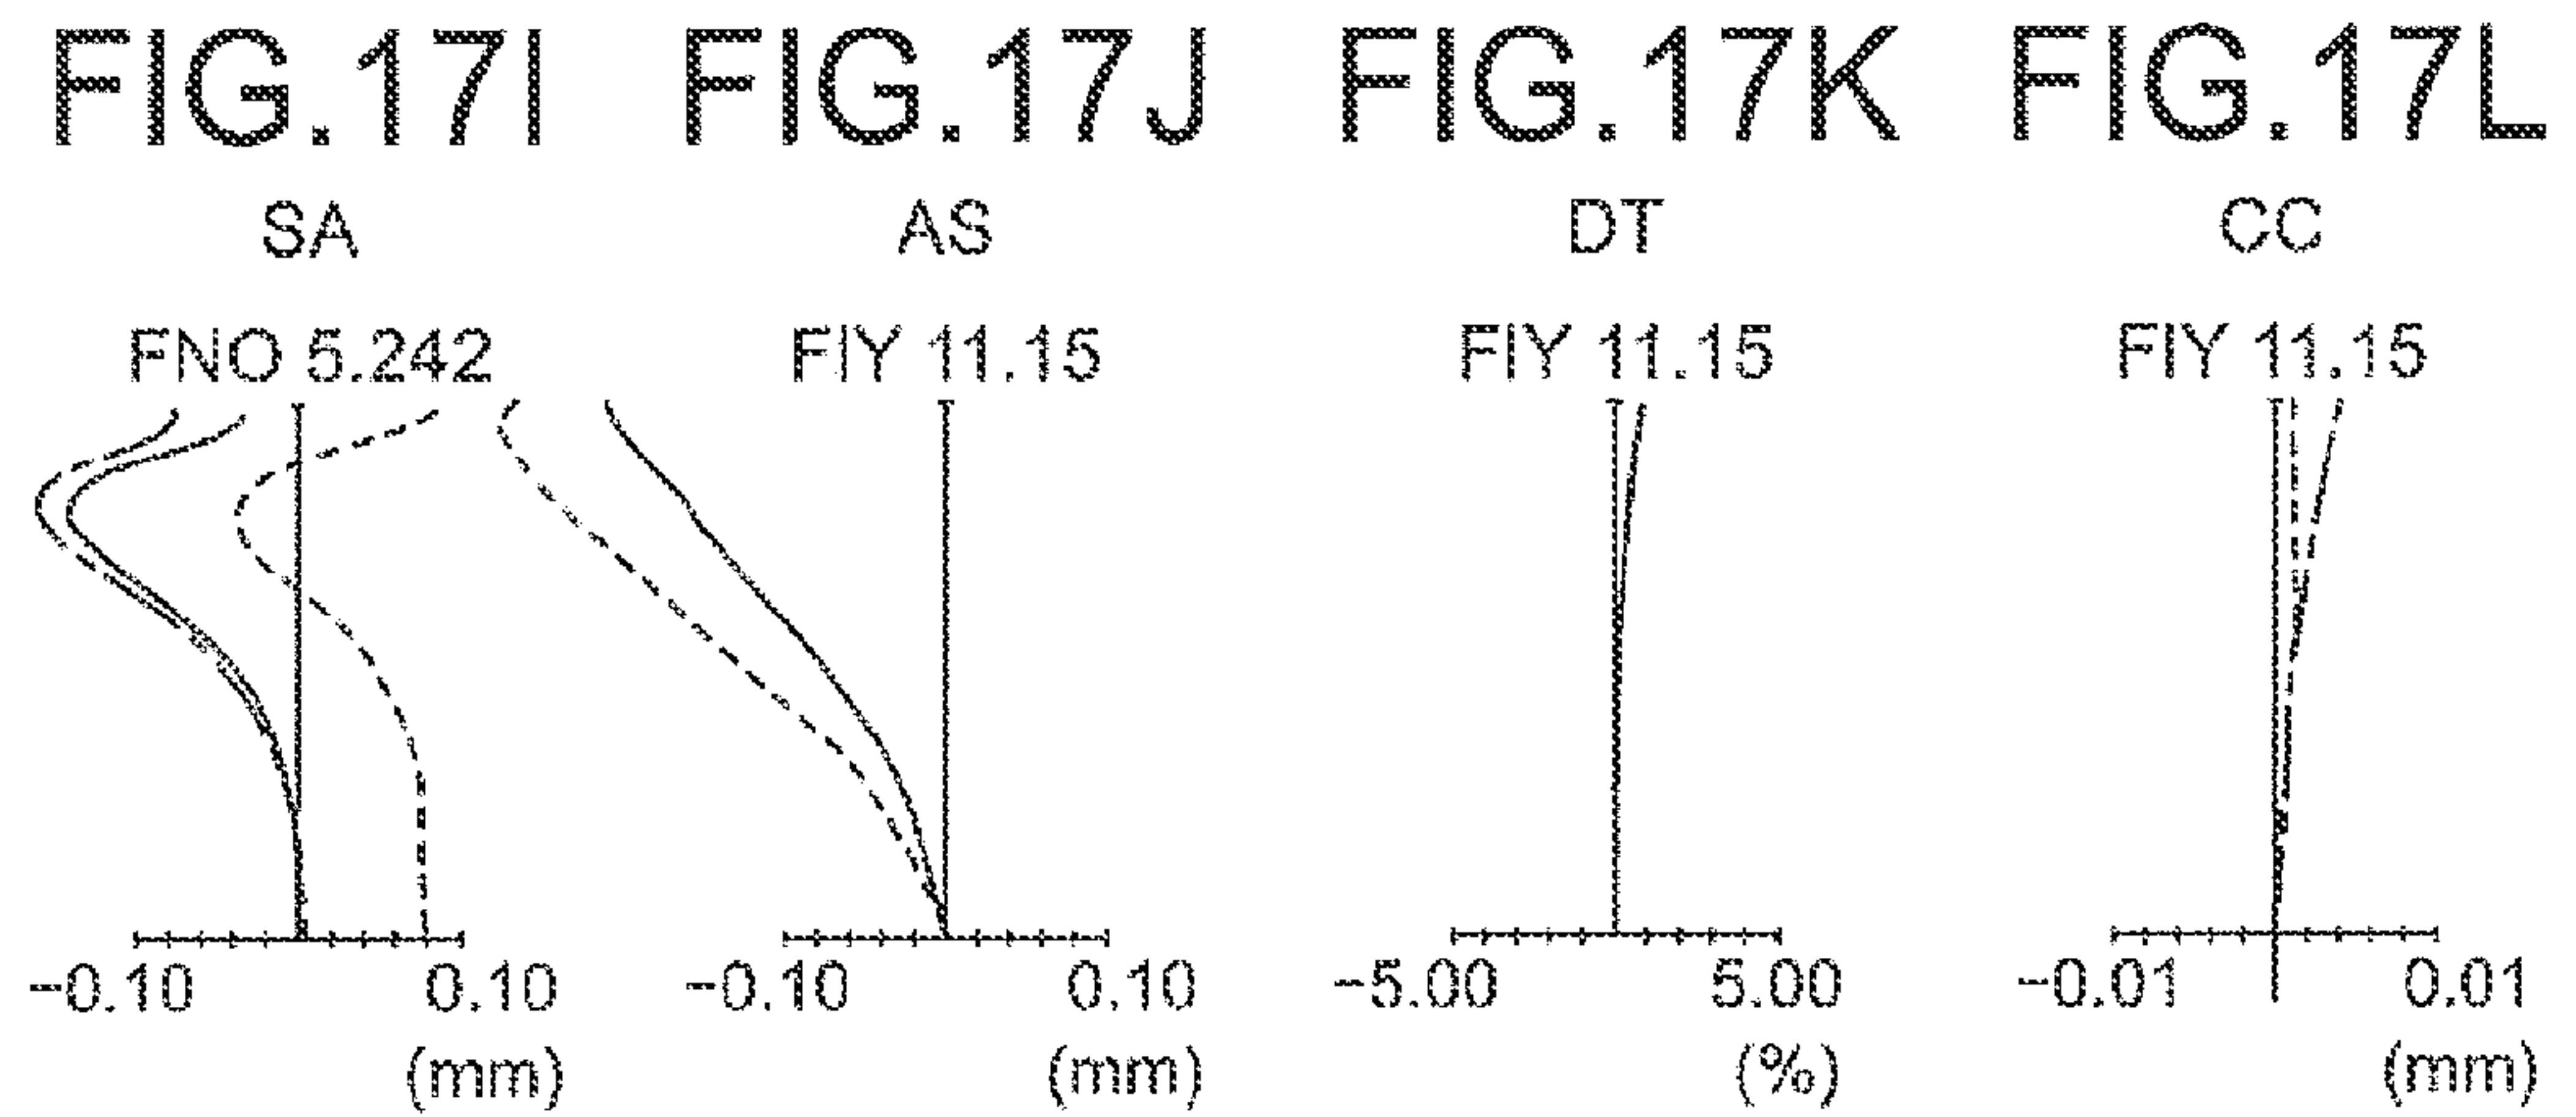 FIG.17I FIG.17J FIG.17K FIG.17L
SA AS DT CC
FNO 5.242 FIY 11.15 FIY 11.15 FIY 11.15
-0.10 0.10 -0.10 0.10 -5.00 5.00 -0.01 0.01
(mm) (mm) (%) (mm)